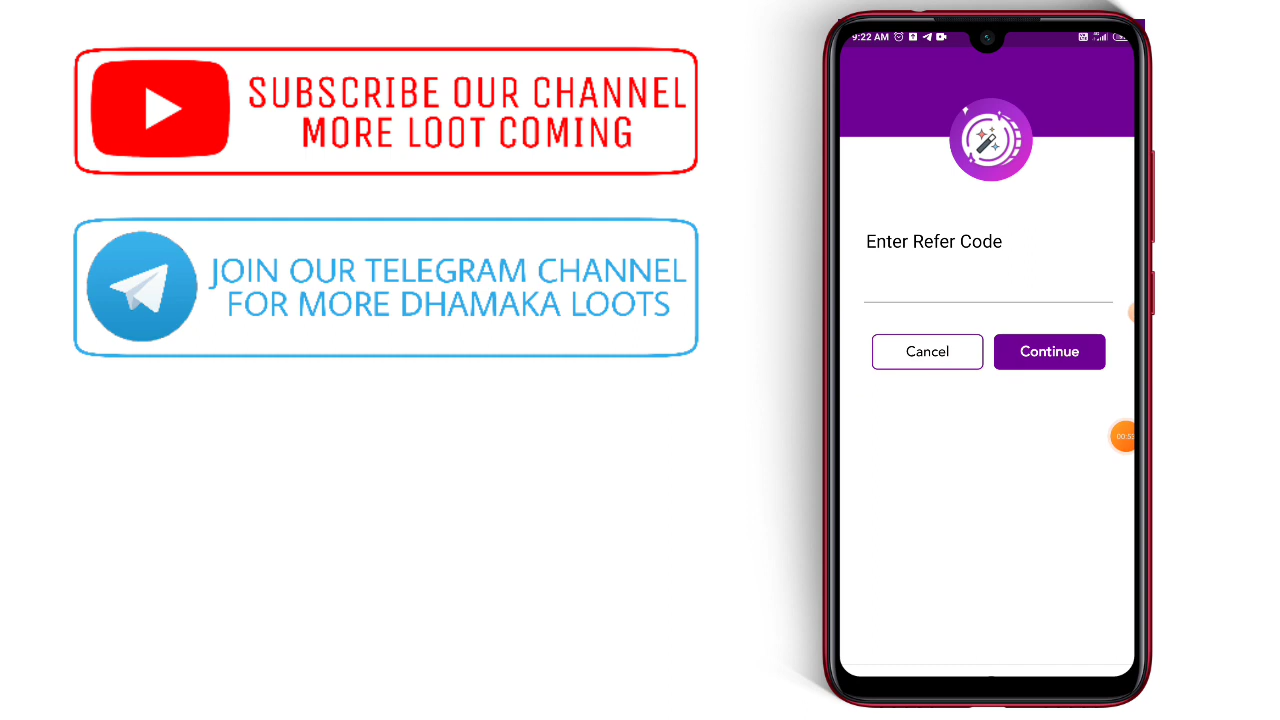 SUBSCRIBE OUR CHANNEL
MORE LOOT COMING
JOIN OUR TELEGRAM CHANNEL
FOR MORE DHAMAKA LOOTS
9:22 AM
Enter Refer Code
Cancel
Continue